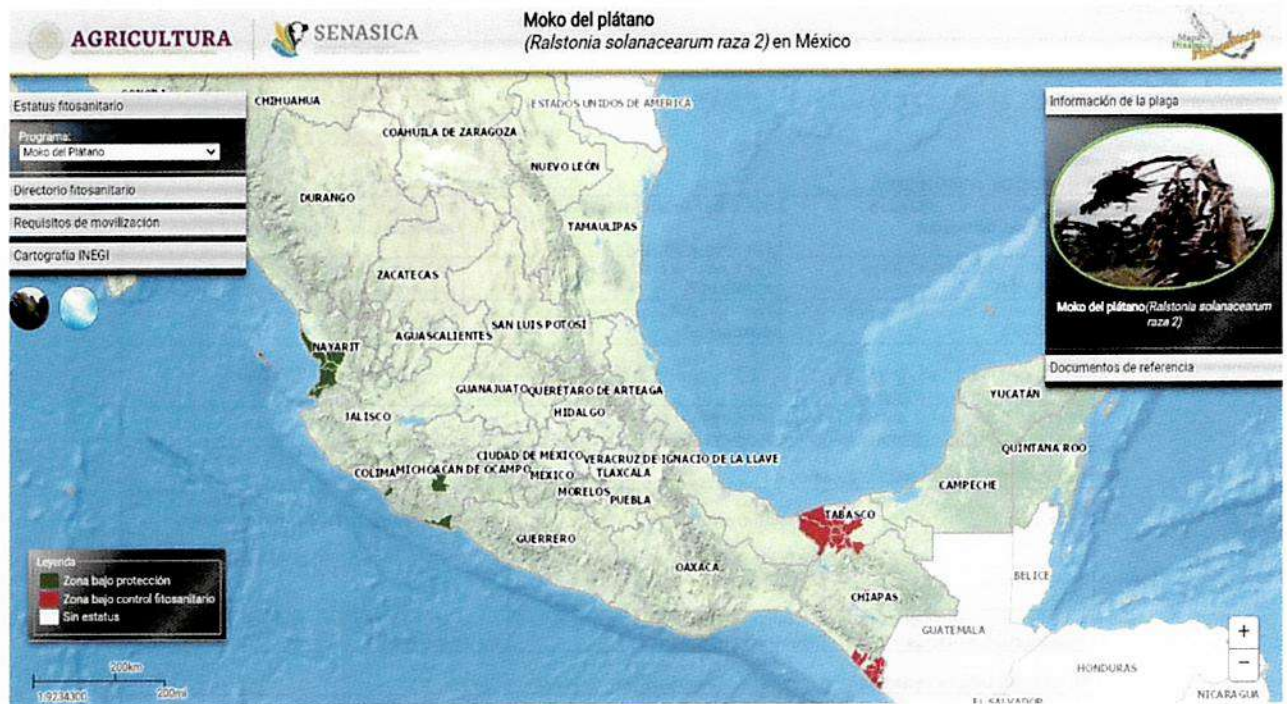 AGRICULTURA
SENASICA
Moko del plátano
(Ralstonia solanacearum raza 2) en México
Estatus fitosanitario
Programa:
Moko del Plátano
Directorio fitosanitario
Requisitos de movilización
Cartografía INEGI
Información de la plaga
Moko del plátano(Ralstonia solanacearum
raza 2)
Documentos de referencia
CHIHUAHUA
ESTADOS UNIDOS DE AMÉRICA
COAHUILA DE ZARAGOZA
NUEVO LEÓN
DURANGO
TAMAULIPAS
ZACATECAS
SAN LUIS POTOSÍ
AGUASCALIENTES
NAYARIT
GUANAJUATO
QUERÉTARO DE ARTEAGA
YUCATÁN
JALISCO
HIDALGO
QUINTANA ROO
CIUDAD DE MÉXICO
VERACRUZ DE IGNACIO DE LA LLAVE
COLIMA
MICHOACÁN DE OCAMPO
MÉXICO
TLAXCALA
CAMPECHE
MORELOS
PUEBLA
TABASCO
GUERRERO
OAXACA
BELICE
CHIAPAS
GUATEMALA
HONDURAS
EL SALVADOR
NICARAGUA
Leyenda
Zona bajo protección
Zona bajo control fitosanitario
Sin estatus
200km
200mi
1:9234300
+
−